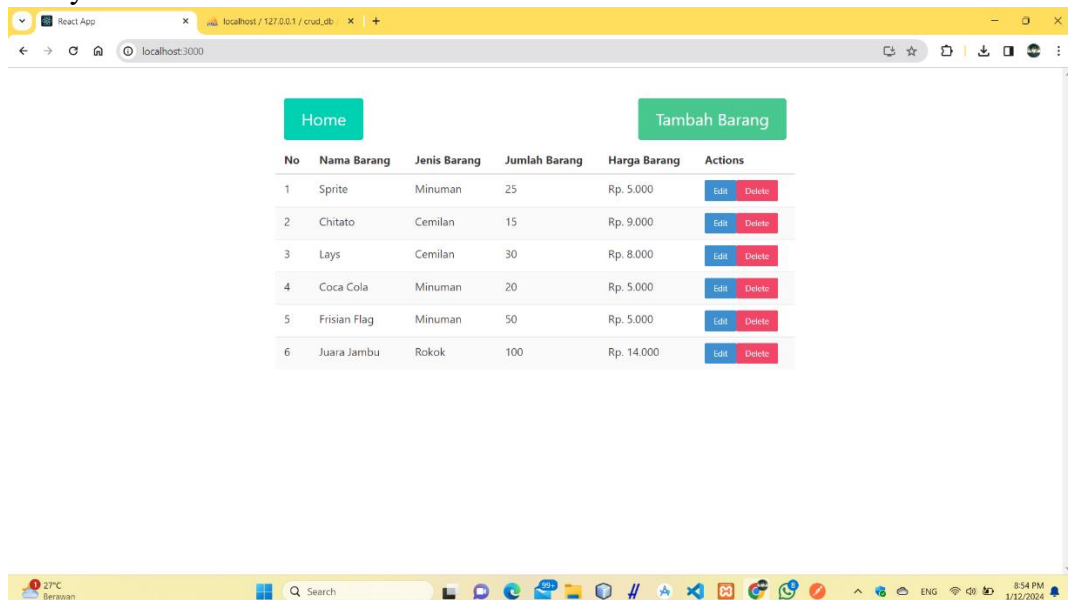 React App
localhost / 127.0.0.1 / crud_db
localhost:3000
Home
Tambah Barang
No Nama Barang Jenis Barang Jumlah Barang Harga Barang Actions
1 Sprite Minuman 25 Rp. 5.000 Edit Delete
2 Chitato Cemilan 15 Rp. 9.000 Edit Delete
3 Lays Cemilan 30 Rp. 8.000 Edit Delete
4 Coca Cola Minuman 20 Rp. 5.000 Edit Delete
5 Frisian Flag Minuman 50 Rp. 5.000 Edit Delete
6 Juara Jambu Rokok 100 Rp. 14.000 Edit Delete
1
27°C
Berawan
Search
99+
ENG
8:54 PM
1/12/2024